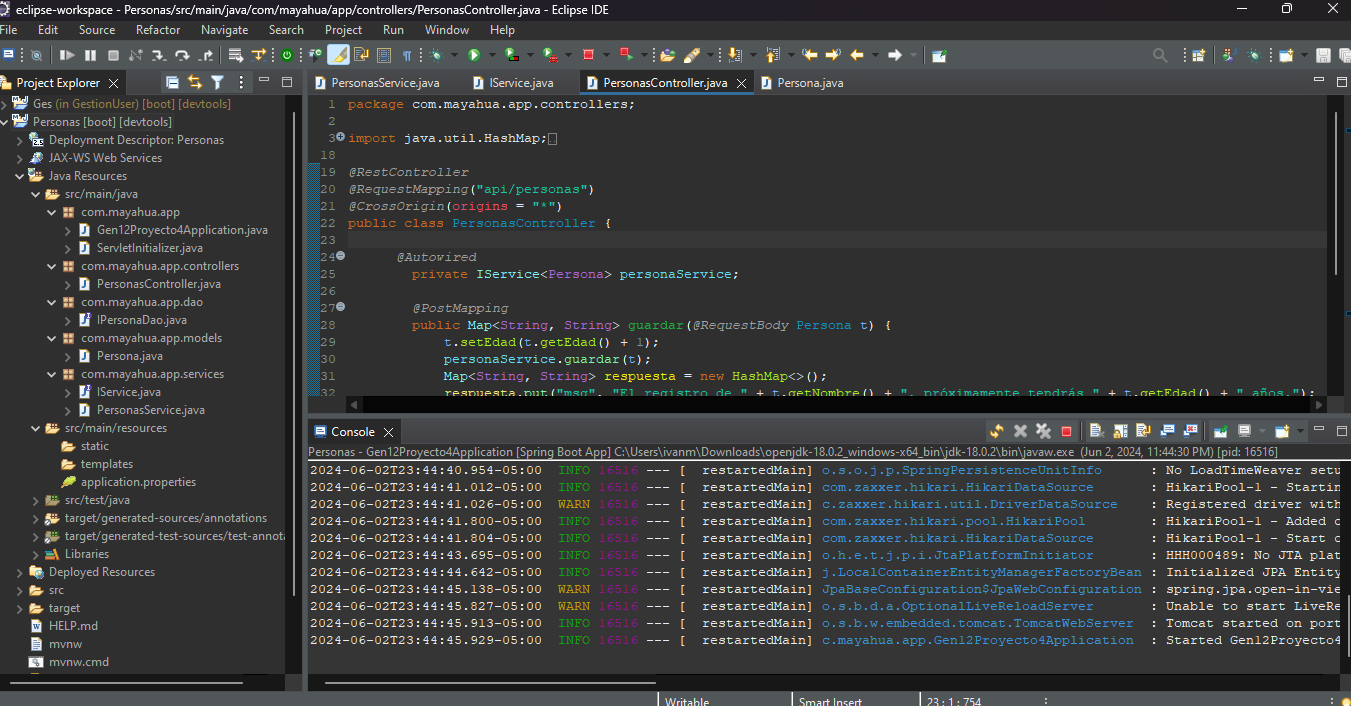 eclipse-workspace - Personas/src/main/java/com/mayahua/app/controllers/PersonasController.java - Eclipse IDE
File Edit Source Refactor Navigate Search Project Run Window Help
Project Explorer
Ges (in GestionUser) [boot] [devtools]
Personas [boot] [devtools]
Deployment Descriptor: Personas
JAX-WS Web Services
Java Resources
src/main/java
com.mayahua.app
Gen12Proyecto4Application.java
ServletInitializer.java
com.mayahua.app.controllers
PersonasController.java
com.mayahua.app.dao
IPersonaDao.java
com.mayahua.app.models
Persona.java
com.mayahua.app.services
IService.java
PersonasService.java
src/main/resources
static
templates
application.properties
src/test/java
target/generated-sources/annotations
target/generated-test-sources/test-annota
Libraries
Deployed Resources
src
target
HELP.md
mvnw
mvnw.cmd
PersonasService.java IService.java PersonasController.java Persona.java
1 package com.mayahua.app.controllers;
2
3 import java.util.HashMap;
18
19 @RestController
20 @RequestMapping("api/personas")
21 @CrossOrigin(origins = "*")
22 public class PersonasController {
23
24 @Autowired
25 private IService<Persona> personaService;
26
27 @PostMapping
28 public Map<String, String> guardar(@RequestBody Persona t) {
29 t.setEdad(t.getEdad() + 1);
30 personaService.guardar(t);
31 Map<String, String> respuesta = new HashMap<>();
32 respuesta.put("msg", "El registro de " + t.getNombre() + ", próximamente tendrás " + t.getEdad() + " años.");
Console
Personas - Gen12Proyecto4Application [Spring Boot App] C:\Users\ivanm\Downloads\openjdk-18.0.2_windows-x64_bin\jdk-18.0.2\bin\javaw.exe (Jun 2, 2024, 11:44:30 PM) [pid: 16516]
2024-06-02T23:44:40.954-05:00 INFO 16516 --- [ restartedMain] o.s.o.j.p.SpringPersistenceUnitInfo : No LoadTimeWeaver setu
2024-06-02T23:44:41.012-05:00 INFO 16516 --- [ restartedMain] com.zaxxer.hikari.HikariDataSource : HikariPool-1 - Startin
2024-06-02T23:44:41.026-05:00 WARN 16516 --- [ restartedMain] c.zaxxer.hikari.util.DriverDataSource : Registered driver with
2024-06-02T23:44:41.800-05:00 INFO 16516 --- [ restartedMain] com.zaxxer.hikari.pool.HikariPool : HikariPool-1 - Added c
2024-06-02T23:44:41.804-05:00 INFO 16516 --- [ restartedMain] com.zaxxer.hikari.HikariDataSource : HikariPool-1 - Start c
2024-06-02T23:44:43.695-05:00 INFO 16516 --- [ restartedMain] o.h.e.t.j.p.i.JtaPlatformInitiator : HHH000489: No JTA plat
2024-06-02T23:44:44.642-05:00 INFO 16516 --- [ restartedMain] j.LocalContainerEntityManagerFactoryBean : Initialized JPA Entity
2024-06-02T23:44:45.138-05:00 WARN 16516 --- [ restartedMain] JpaBaseConfiguration$JpaWebConfiguration : spring.jpa.open-in-vie
2024-06-02T23:44:45.827-05:00 WARN 16516 --- [ restartedMain] o.s.b.d.a.OptionalLiveReloadServer : Unable to start LiveRe
2024-06-02T23:44:45.913-05:00 INFO 16516 --- [ restartedMain] o.s.b.w.embedded.tomcat.TomcatWebServer : Tomcat started on port
2024-06-02T23:44:45.929-05:00 INFO 16516 --- [ restartedMain] c.mayahua.app.Gen12Proyecto4Application : Started Gen12Proyecto4
Writable Smart Insert 23 : 1 : 754